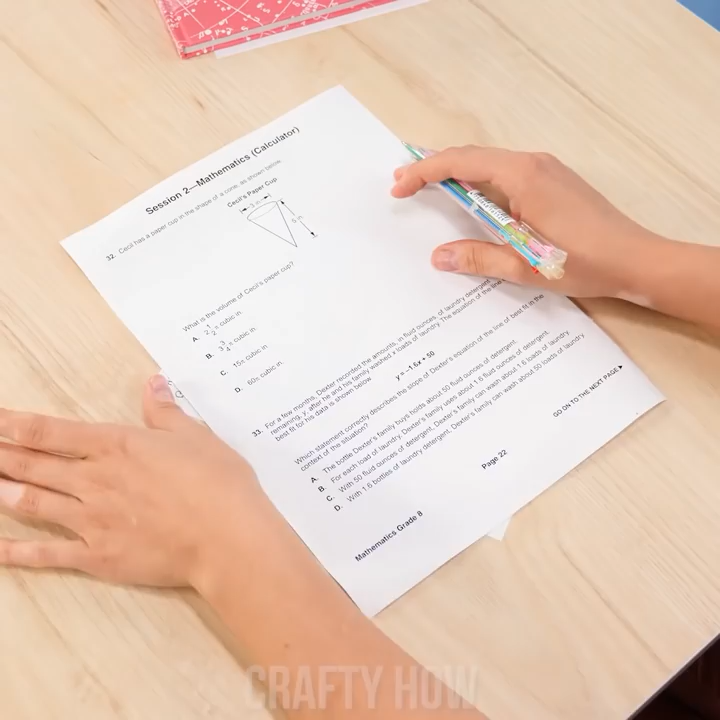 Session 2—Mathematics (Calculator)
32. Cecil has a paper cup in the shape of a cone, as shown below.
Cecil's Paper Cup
3 in.
5 in.
What is the volume of Cecil's paper cup?
A. 2 1/2 π cubic in.
B. 3 3/4 π cubic in.
C. 15π cubic in.
D. 60π cubic in.
33. For a few months, Dexter recorded the amounts, in fluid ounces, of laundry detergent
remaining, y, after he and his family washed x loads of laundry. The equation of the line
best fit for his data is shown below.
y = -1.6x + 50
Which statement correctly describes the slope of Dexter's equation of the line of best fit in the
context of the situation?
A. The bottle Dexter's family buys holds about 50 fluid ounces of detergent.
B. For each load of laundry, Dexter's family uses about 1.6 fluid ounces of detergent.
C. With 50 fluid ounces of detergent, Dexter's family can wash about 1.6 loads of laundry.
D. With 1.6 bottles of laundry detergent, Dexter's family can wash about 50 loads of laundry
GO ON TO THE NEXT PAGE
Page 22
Mathematics Grade 8
CRAFTY HOW